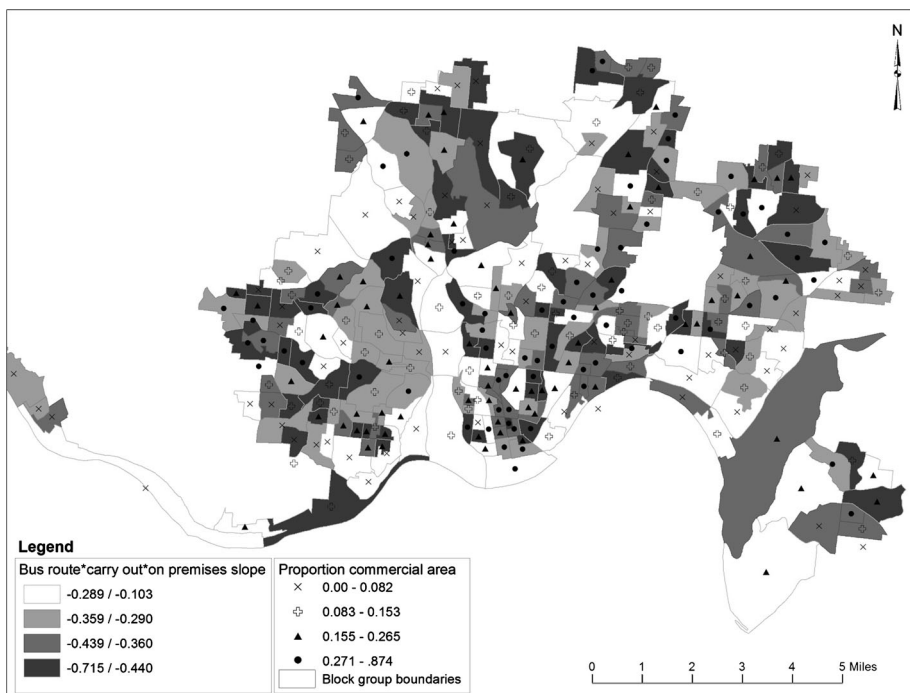 N
Legend
Bus route*carry out*on premises slope
-0.289 / -0.103
-0.359 / -0.290
-0.439 / -0.360
-0.715 / -0.440
Proportion commercial area
0.00 - 0.082
0.083 - 0.153
0.155 - 0.265
0.271 - .874
Block group boundaries
0 1 2 3 4 5 Miles